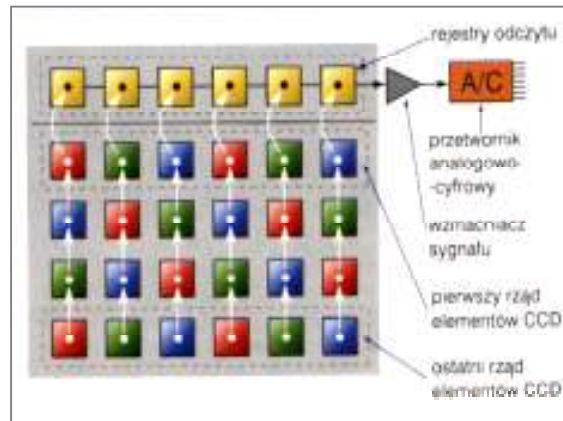 rejestry odczytu
A/C
przetwornik
analogowo-
-cyfrowy
wzmacniacz
sygnału
pierwszy rząd
elementów CCD
ostatni rząd
elementów CCD